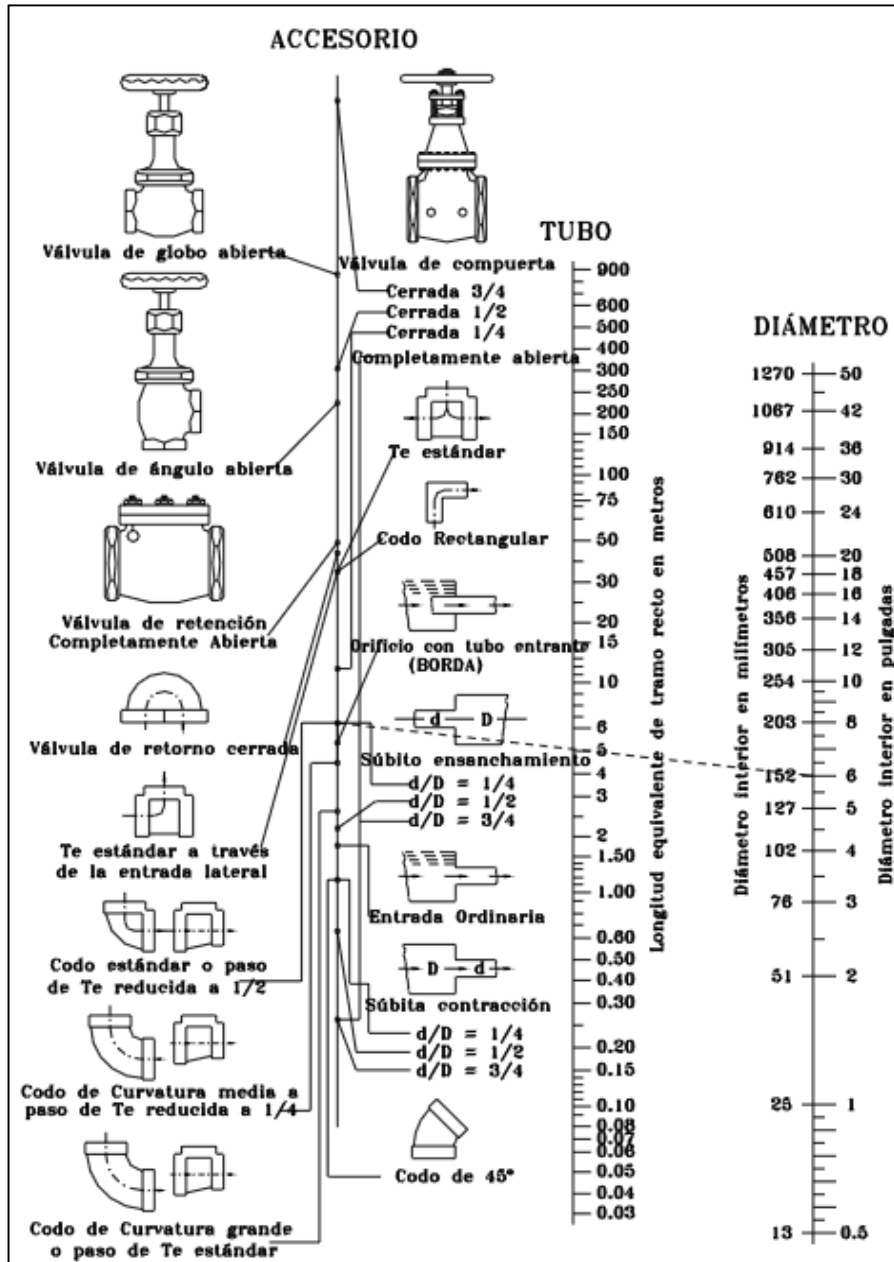 ACCESORIO
Válvula de globo abierta
Válvula de compuerta
Cerrada 3/4
Cerrada 1/2
Cerrada 1/4
Completamente abierta
Válvula de ángulo abierta
Te estándar
Codo Rectangular
Válvula de retención
Completamente Abierta
Orificio con tubo entrante
(BORDA)
Válvula de retorno cerrada
d
D
Súbito ensanchamiento
d/D = 1/4
d/D = 1/2
d/D = 3/4
Te estándar a través
de la entrada lateral
Entrada Ordinaria
Codo estándar o paso
de Te reducida a 1/2
D
d
Súbita contracción
d/D = 1/4
d/D = 1/2
d/D = 3/4
Codo de Curvatura media a
paso de Te reducida a 1/4
Codo de 45°
Codo de Curvatura grande
o paso de Te estándar
TUBO
900
600
500
400
300
250
200
150
100
75
50
30
20
15
10
6
5
4
3
2
1.50
1.00
0.60
0.50
0.40
0.30
0.20
0.15
0.10
0.08
0.07
0.06
0.05
0.04
0.03
Longitud equivalente de tramo recto en metros
DIÁMETRO
Diámetro interior en milímetros
1270 50
1067 42
914 36
762 30
610 24
508 20
457 18
406 16
356 14
305 12
254 10
203 8
152 6
127 5
102 4
76 3
51 2
25 1
13 0.5
Diámetro interior en pulgadas